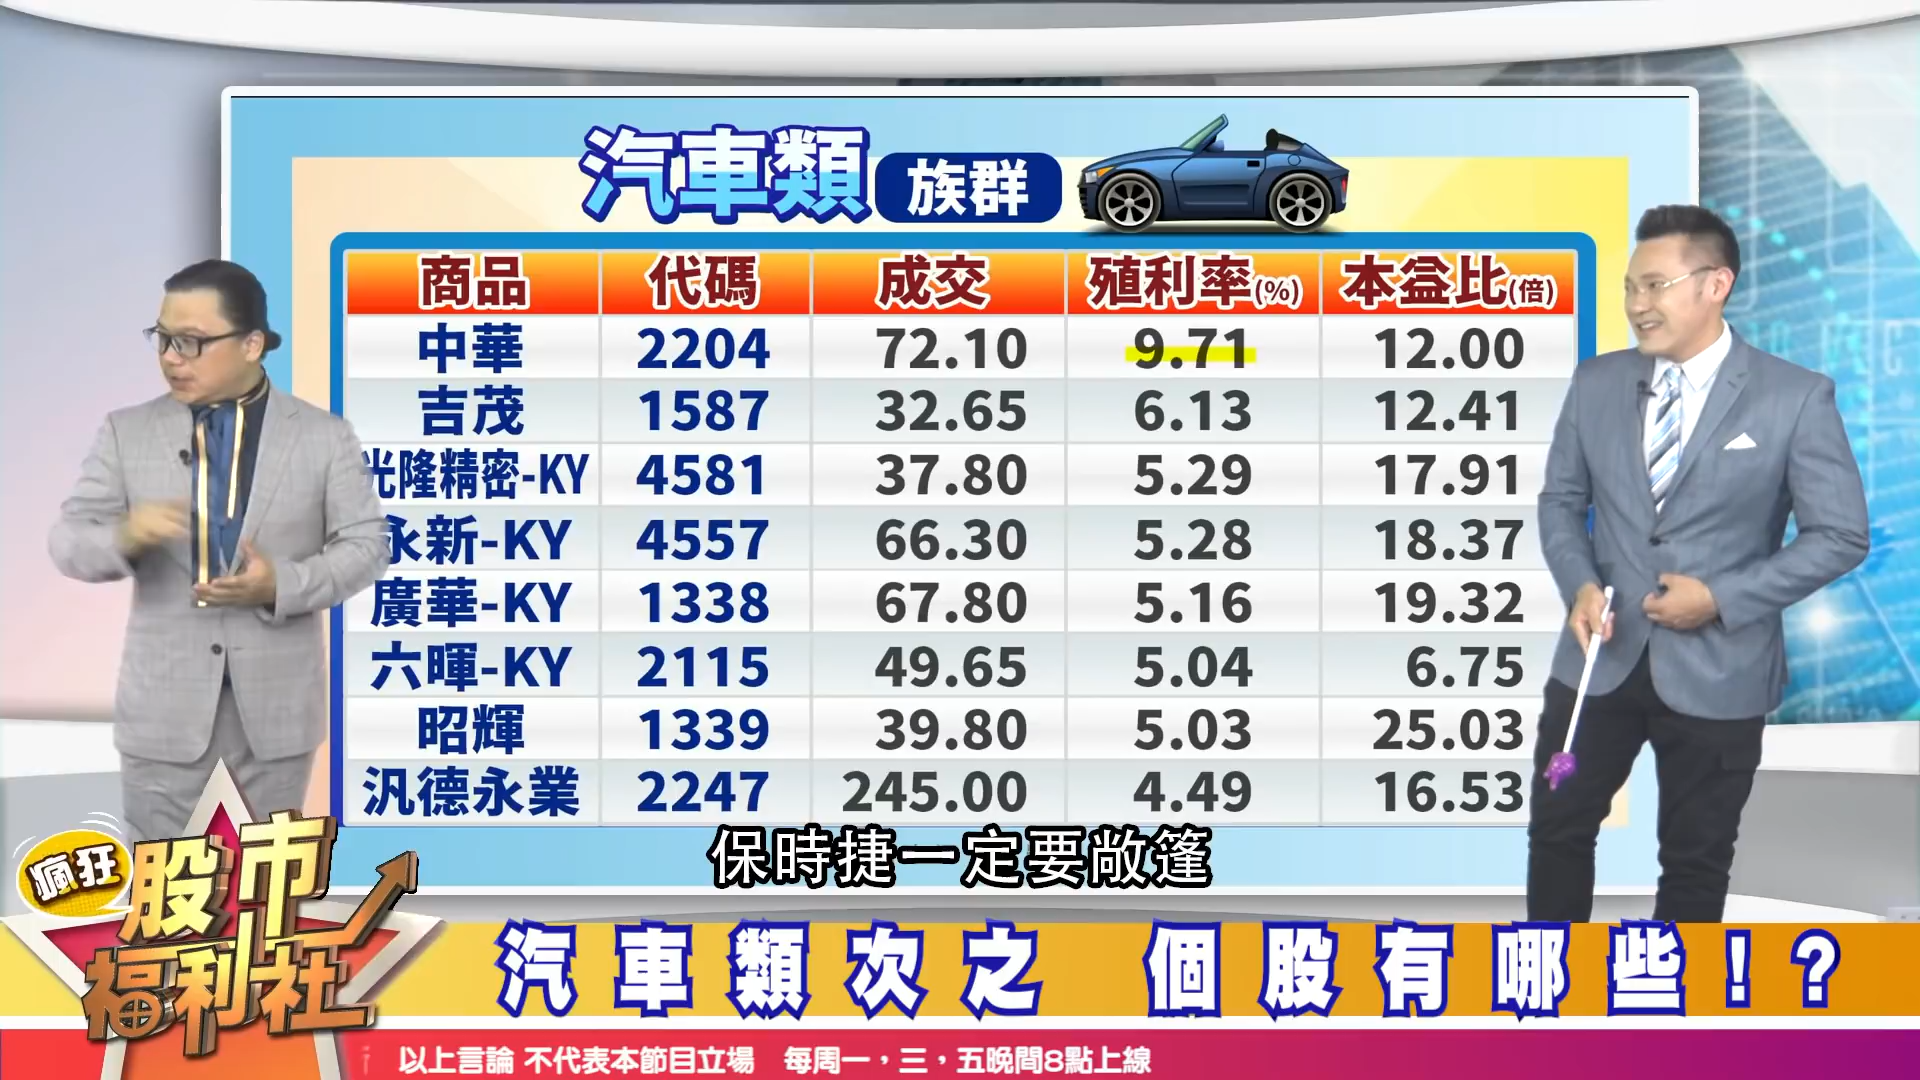 汽車類 族群
商品 代碼 成交 殖利率(%) 本益比(倍)
中華 2204 72.10 9.71 12.00
吉茂 1587 32.65 6.13 12.41
光隆精密-KY 4581 37.80 5.29 17.91
永新-KY 4557 66.30 5.28 18.37
廣華-KY 1338 67.80 5.16 19.32
六暉-KY 2115 49.65 5.04 6.75
昭輝 1339 39.80 5.03 25.03
汎德永業 2247 245.00 4.49 16.53
保時捷一定要敞篷
瘋狂
股市
福利社
汽車類次之 個股有哪些!?
以上言論 不代表本節目立場 每周一，三，五晚間8點上線